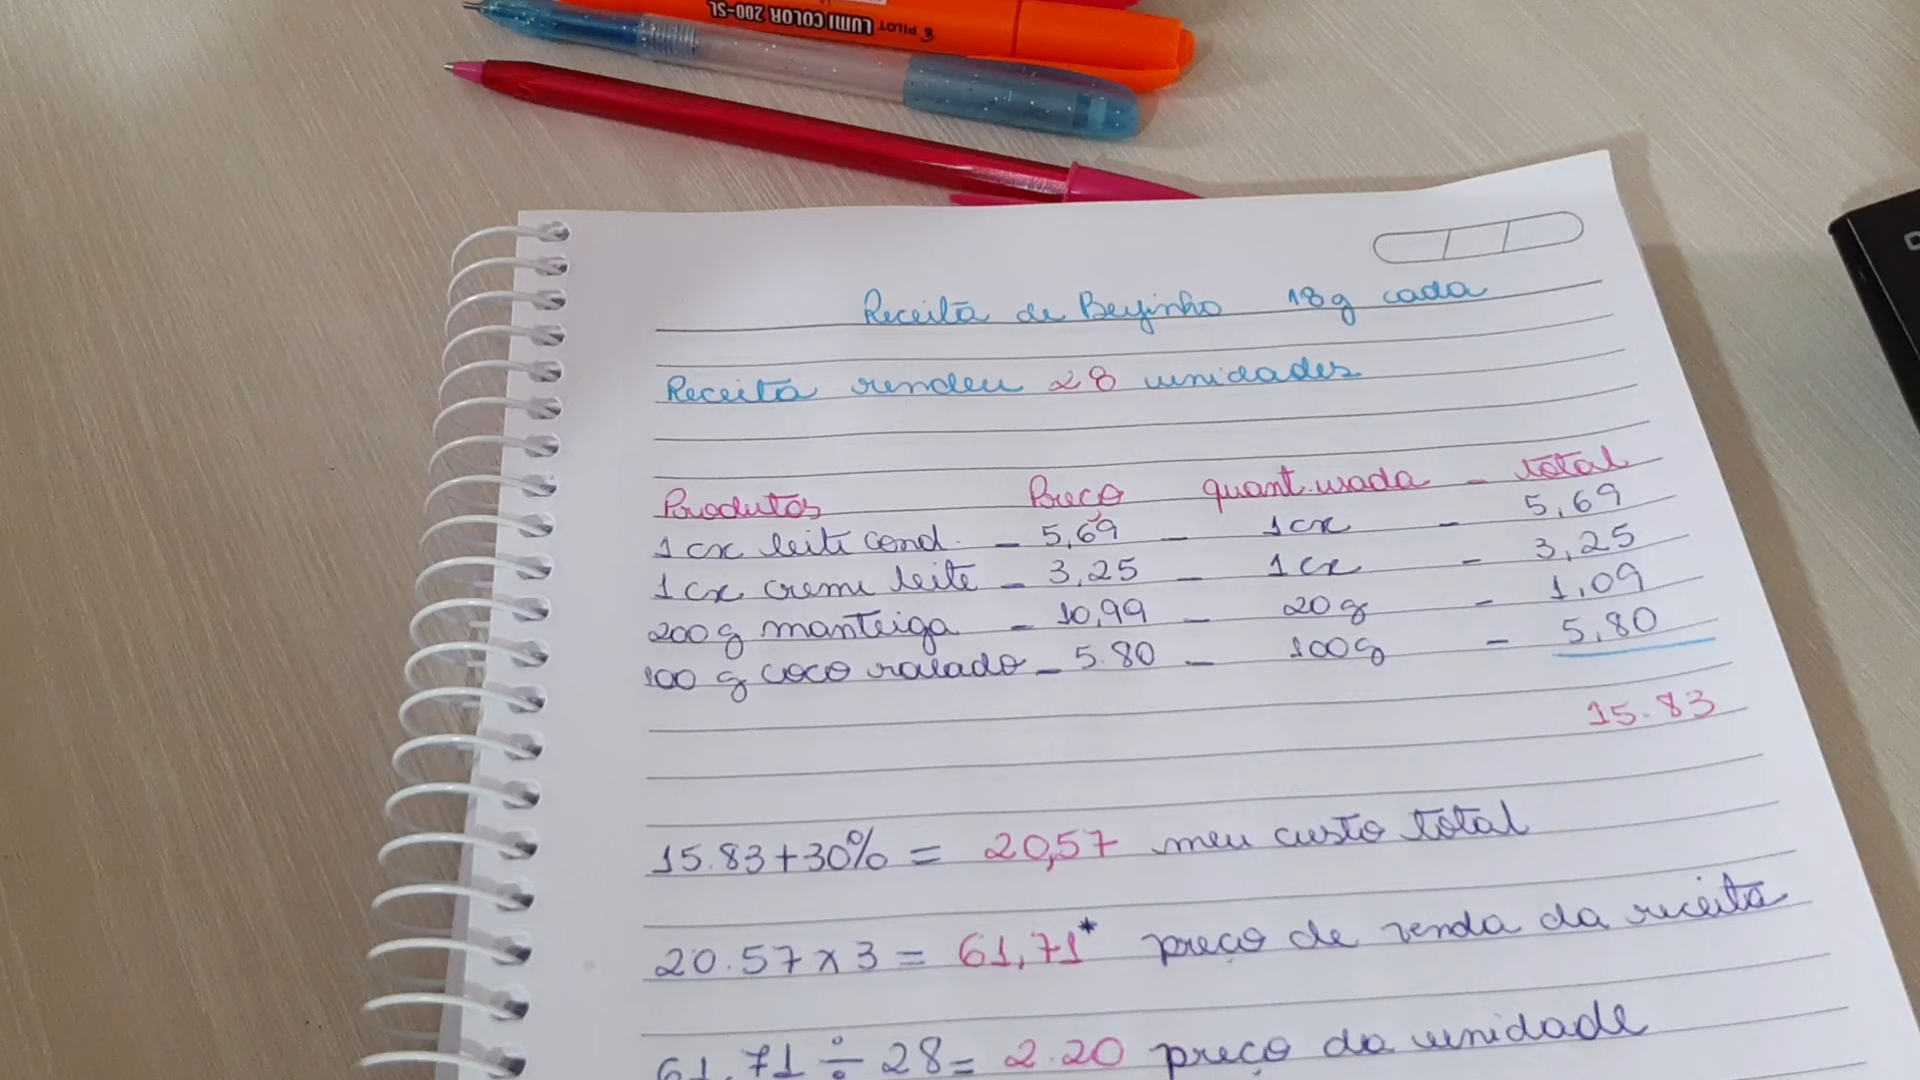 PILOT LUMI COLOR 200-SL
Receita de Beijinho 18g cada
Receita rendeu 28 unidades
Produtos Preço quant.usada - total
1 cx leite cond. - 5,69 - 1 cx - 5,69
1 cx creme leite - 3,25 - 1 cx - 3,25
200 g manteiga - 10,99 - 20 g - 1,09
100 g coco ralado - 5.80 - 100 g - 5,80
15.83
15.83+30% = 20,57 meu custo total
20.57 x 3 = 61,71* preço de venda da receita
61,71 ÷ 28 = 2.20 preço da unidade